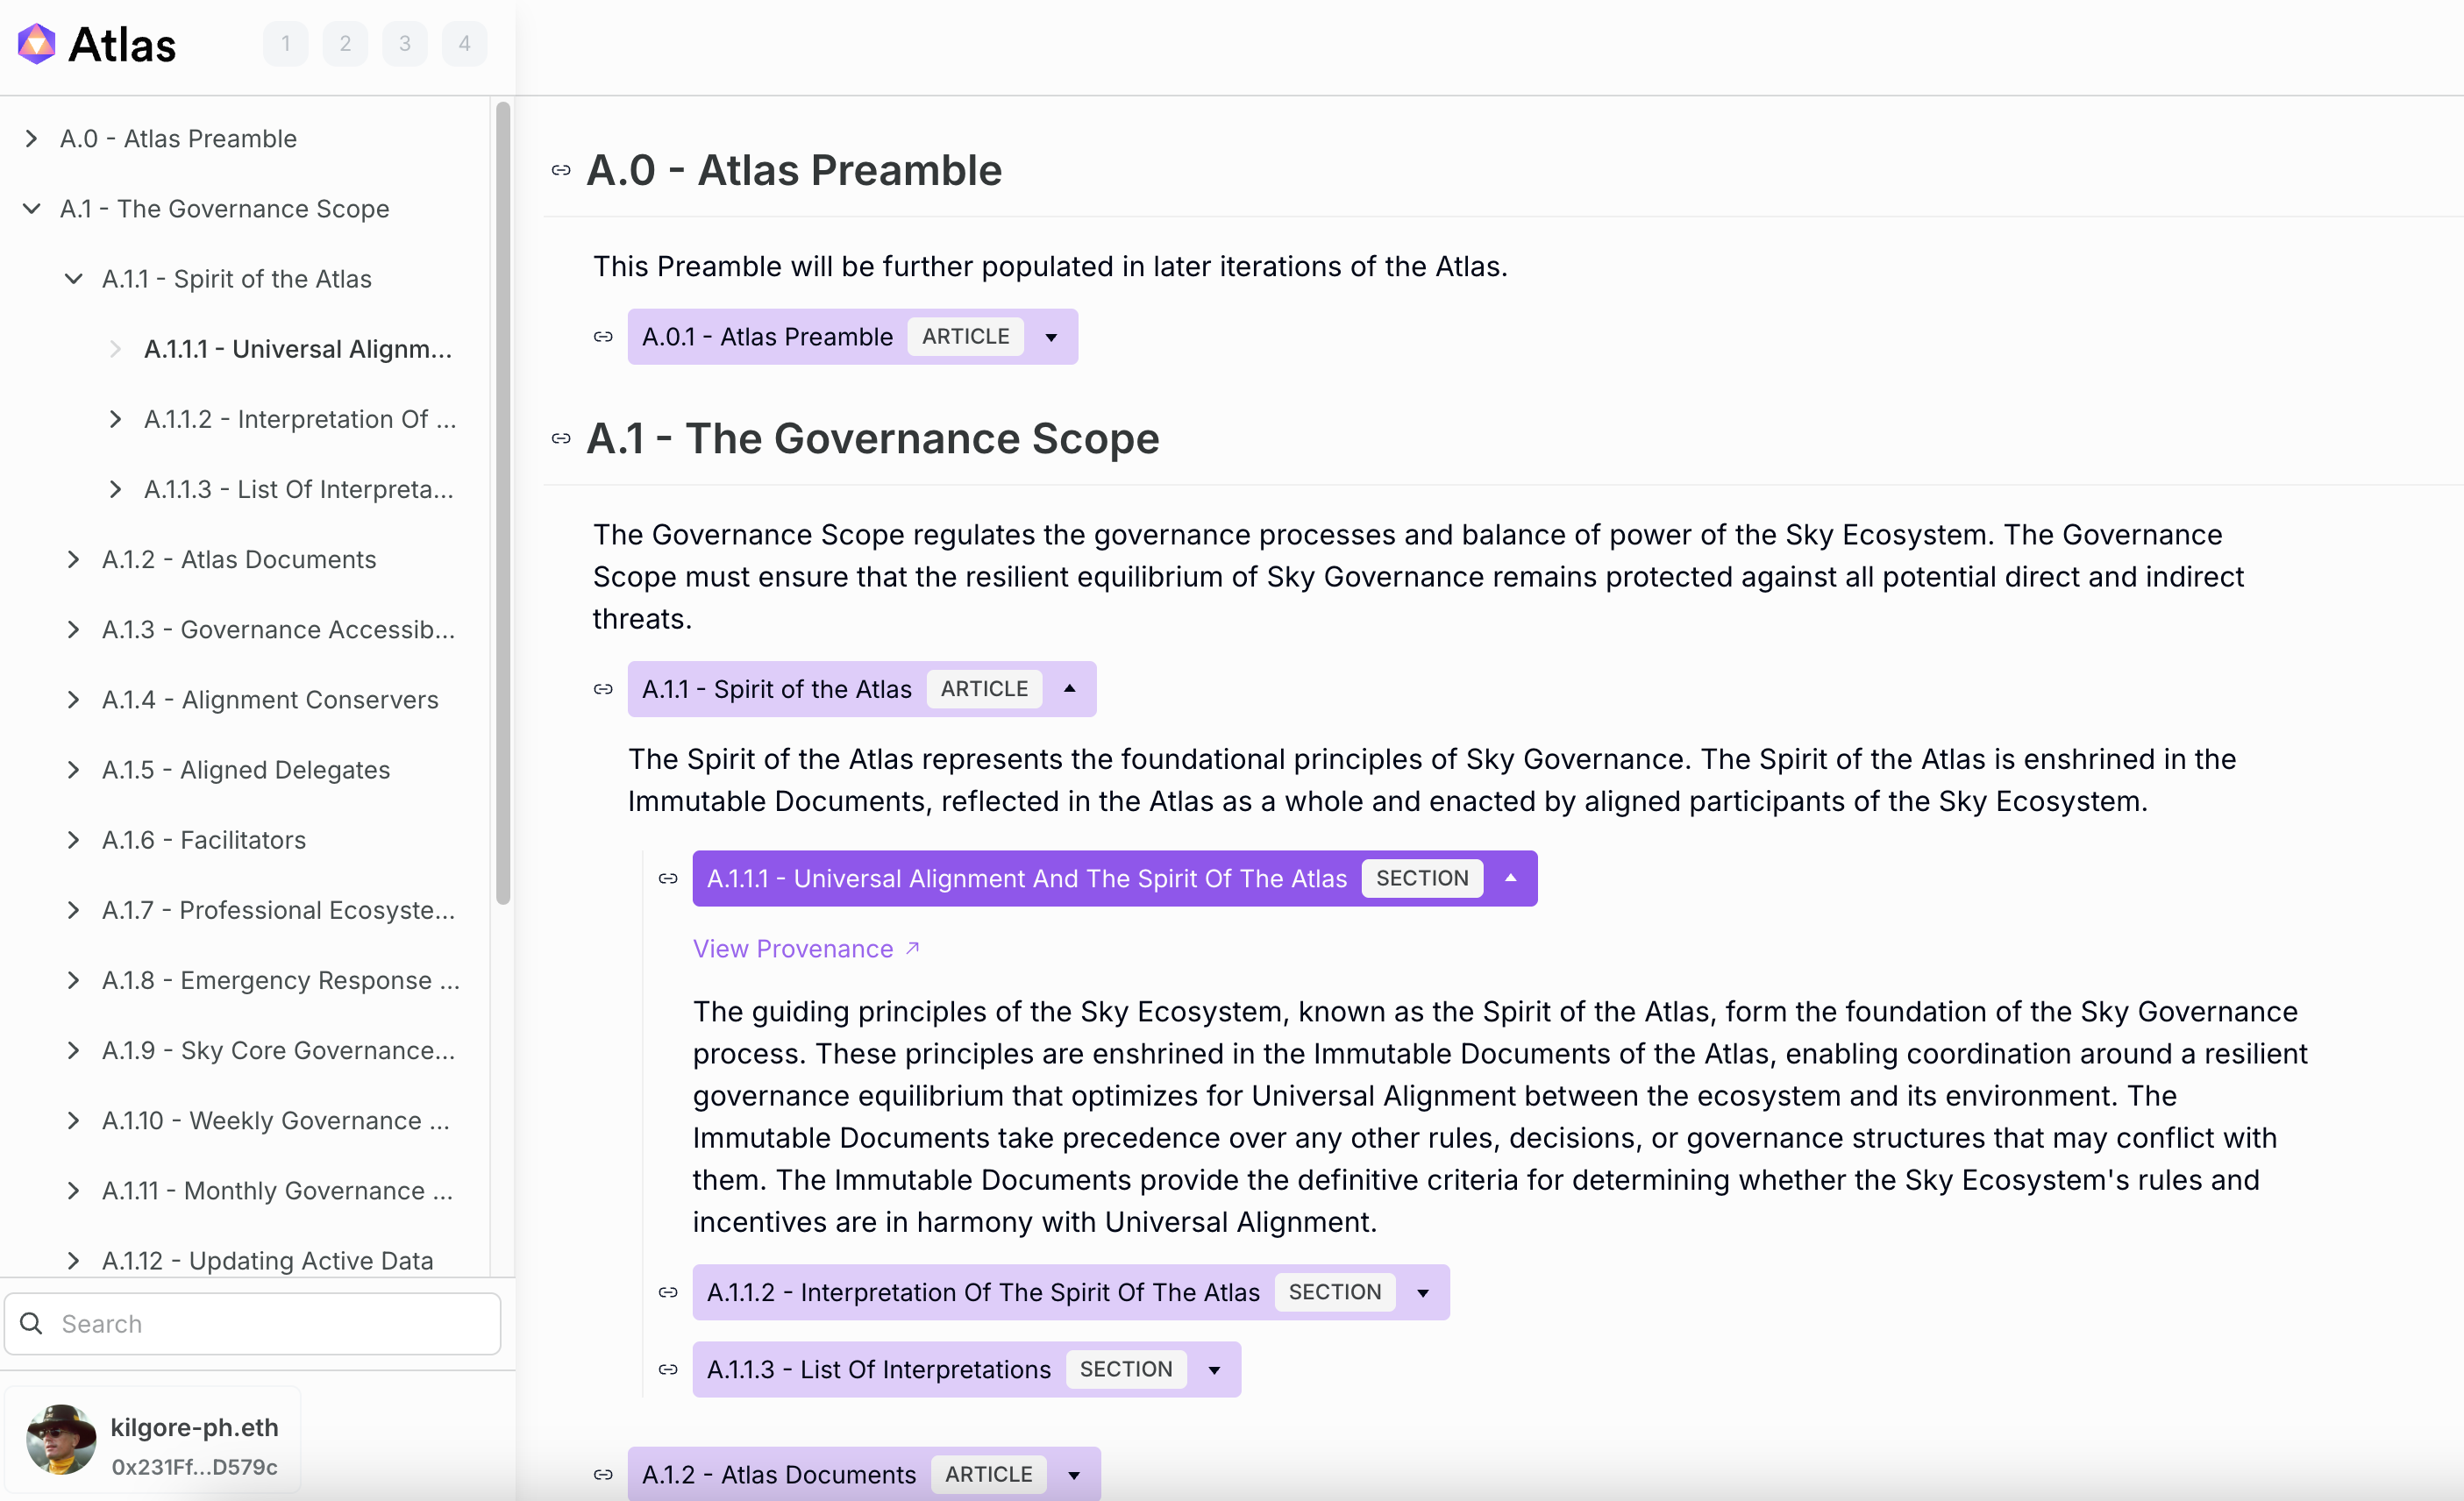 Atlas
1 2 3 4
A.0 - Atlas Preamble
A.1 - The Governance Scope
A.1.1 - Spirit of the Atlas
A.1.1.1 - Universal Alignm...
A.1.1.2 - Interpretation Of ...
A.1.1.3 - List Of Interpreta...
A.1.2 - Atlas Documents
A.1.3 - Governance Accessib...
A.1.4 - Alignment Conservers
A.1.5 - Aligned Delegates
A.1.6 - Facilitators
A.1.7 - Professional Ecosyste...
A.1.8 - Emergency Response ...
A.1.9 - Sky Core Governance...
A.1.10 - Weekly Governance ...
A.1.11 - Monthly Governance ...
A.1.12 - Updating Active Data
Search
kilgore-ph.eth
0x231Ff...D579c
A.0 - Atlas Preamble
This Preamble will be further populated in later iterations of the Atlas.
A.0.1 - Atlas Preamble ARTICLE
A.1 - The Governance Scope
The Governance Scope regulates the governance processes and balance of power of the Sky Ecosystem. The Governance
Scope must ensure that the resilient equilibrium of Sky Governance remains protected against all potential direct and indirect
threats.
A.1.1 - Spirit of the Atlas ARTICLE
The Spirit of the Atlas represents the foundational principles of Sky Governance. The Spirit of the Atlas is enshrined in the
Immutable Documents, reflected in the Atlas as a whole and enacted by aligned participants of the Sky Ecosystem.
A.1.1.1 - Universal Alignment And The Spirit Of The Atlas SECTION
View Provenance ↗
The guiding principles of the Sky Ecosystem, known as the Spirit of the Atlas, form the foundation of the Sky Governance
process. These principles are enshrined in the Immutable Documents of the Atlas, enabling coordination around a resilient
governance equilibrium that optimizes for Universal Alignment between the ecosystem and its environment. The
Immutable Documents take precedence over any other rules, decisions, or governance structures that may conflict with
them. The Immutable Documents provide the definitive criteria for determining whether the Sky Ecosystem's rules and
incentives are in harmony with Universal Alignment.
A.1.1.2 - Interpretation Of The Spirit Of The Atlas SECTION
A.1.1.3 - List Of Interpretations SECTION
A.1.2 - Atlas Documents ARTICLE